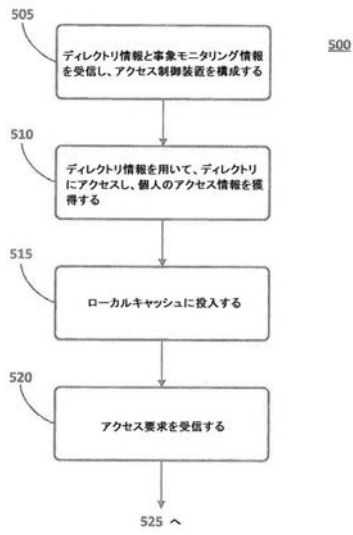 505
500
ディレクトリ情報と事象モニタリング情報
を受信し、アクセス制御装置を構成する
510
ディレクトリ情報を用いて、ディレクトリ
にアクセスし、個人のアクセス情報を獲
得する
515
ローカルキャッシュに投入する
520
アクセス要求を受信する
525 へ